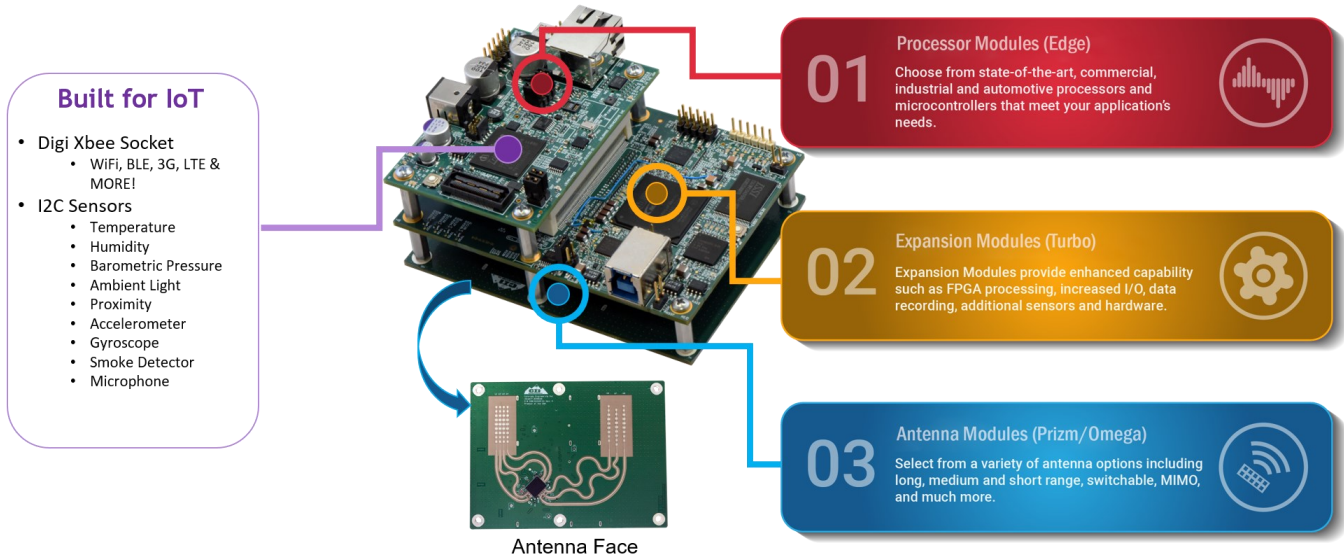 Built for IoT
• Digi Xbee Socket
• WiFi, BLE, 3G, LTE &
MORE!
• I2C Sensors
• Temperature
• Humidity
• Barometric Pressure
• Ambient Light
• Proximity
• Accelerometer
• Gyroscope
• Smoke Detector
• Microphone
01
Processor Modules (Edge)
Choose from state-of-the-art, commercial,
industrial and automotive processors and
microcontrollers that meet your application's
needs.
02
Expansion Modules (Turbo)
Expansion Modules provide enhanced capability
such as FPGA processing, increased I/O, data
recording, additional sensors and hardware.
03
Antenna Modules (Prizm/Omega)
Select from a variety of antenna options including
long, medium and short range, switchable, MIMO,
and much more.
Antenna Face